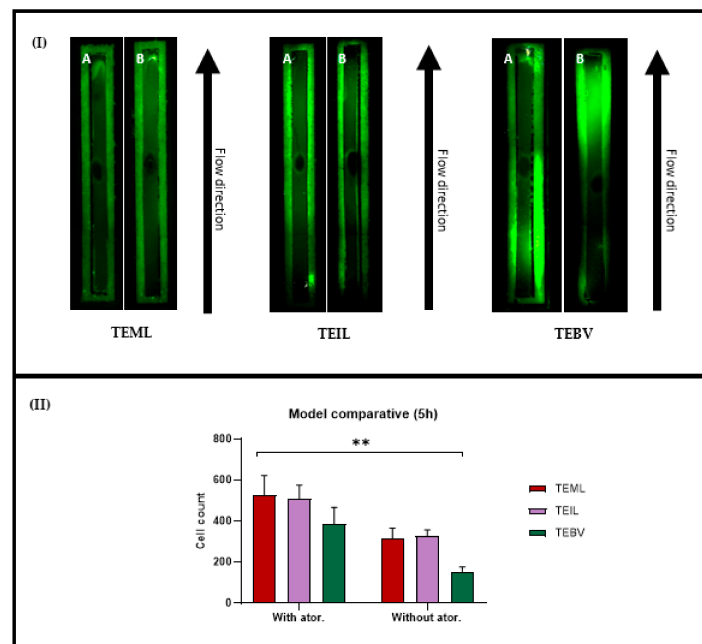 (I)
A B
Flow direction
A B
Flow direction
A B
Flow direction
TEML
TEIL
TEBV
(II)
Model comparative (5h)
**
800
600
400
200
0
Cell count
With ator.
Without ator.
TEML
TEIL
TEBV